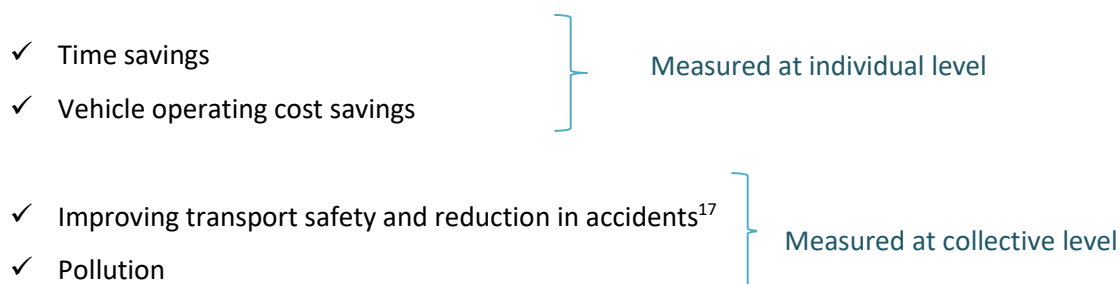 ✓ Time savings
Measured at individual level
✓ Vehicle operating cost savings
✓ Improving transport safety and reduction in accidents¹⁷
Measured at collective level
✓ Pollution